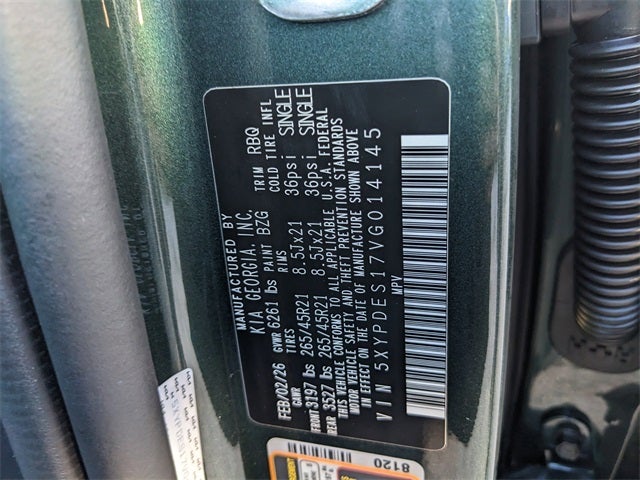 MANUFACTURED BY
KIA GEORGIA, INC.
FEB/02/26 GVWR 6261 lbs PAINT BZG TRIM RBQ
GAWR TIRES RIMS COLD TIRE INFL
FRONT 3197 lbs 265/45R21 8.5Jx21 36psi SINGLE
REAR 3527 lbs 265/45R21 8.5Jx21 36psi SINGLE
THIS VEHICLE CONFORMS TO ALL APPLICABLE U.S.A. FEDERAL
MOTOR VEHICLE SAFETY AND THEFT PREVENTION STANDARDS
IN EFFECT ON THE DATE OF MANUFACTURE SHOWN ABOVE
VIN 5XYPDES17VG014145
MPV
8120